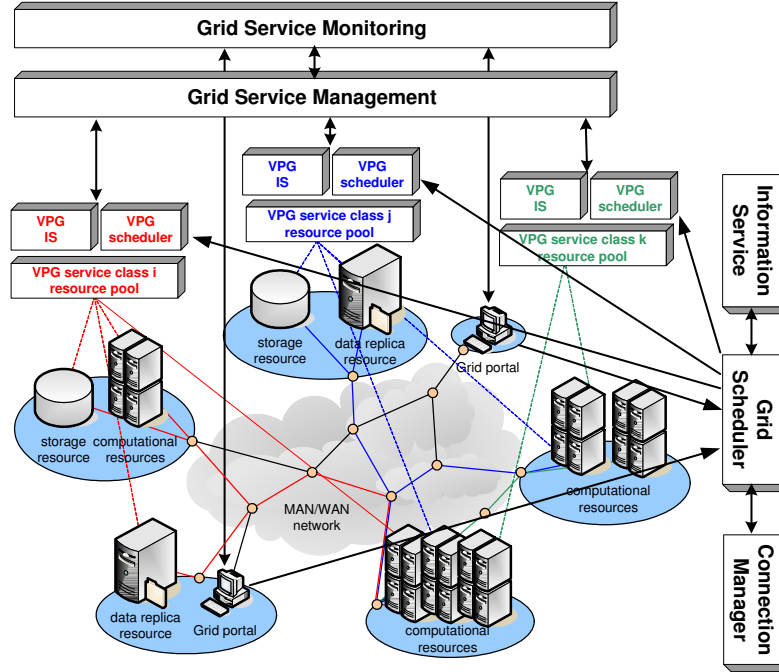 Grid Service Monitoring
Grid Service Management
VPG
IS
VPG
scheduler
VPG service class j
resource pool
VPG
IS
VPG
scheduler
VPG service class k
resource pool
VPG
IS
VPG
scheduler
VPG service class i
resource pool
Information
Service
storage
resource
data replica
resource
Grid portal
Grid
Scheduler
storage
resource
computational
resources
computational
resources
MAN/WAN
network
data replica
resource
Grid portal
computational
resources
Connection
Manager